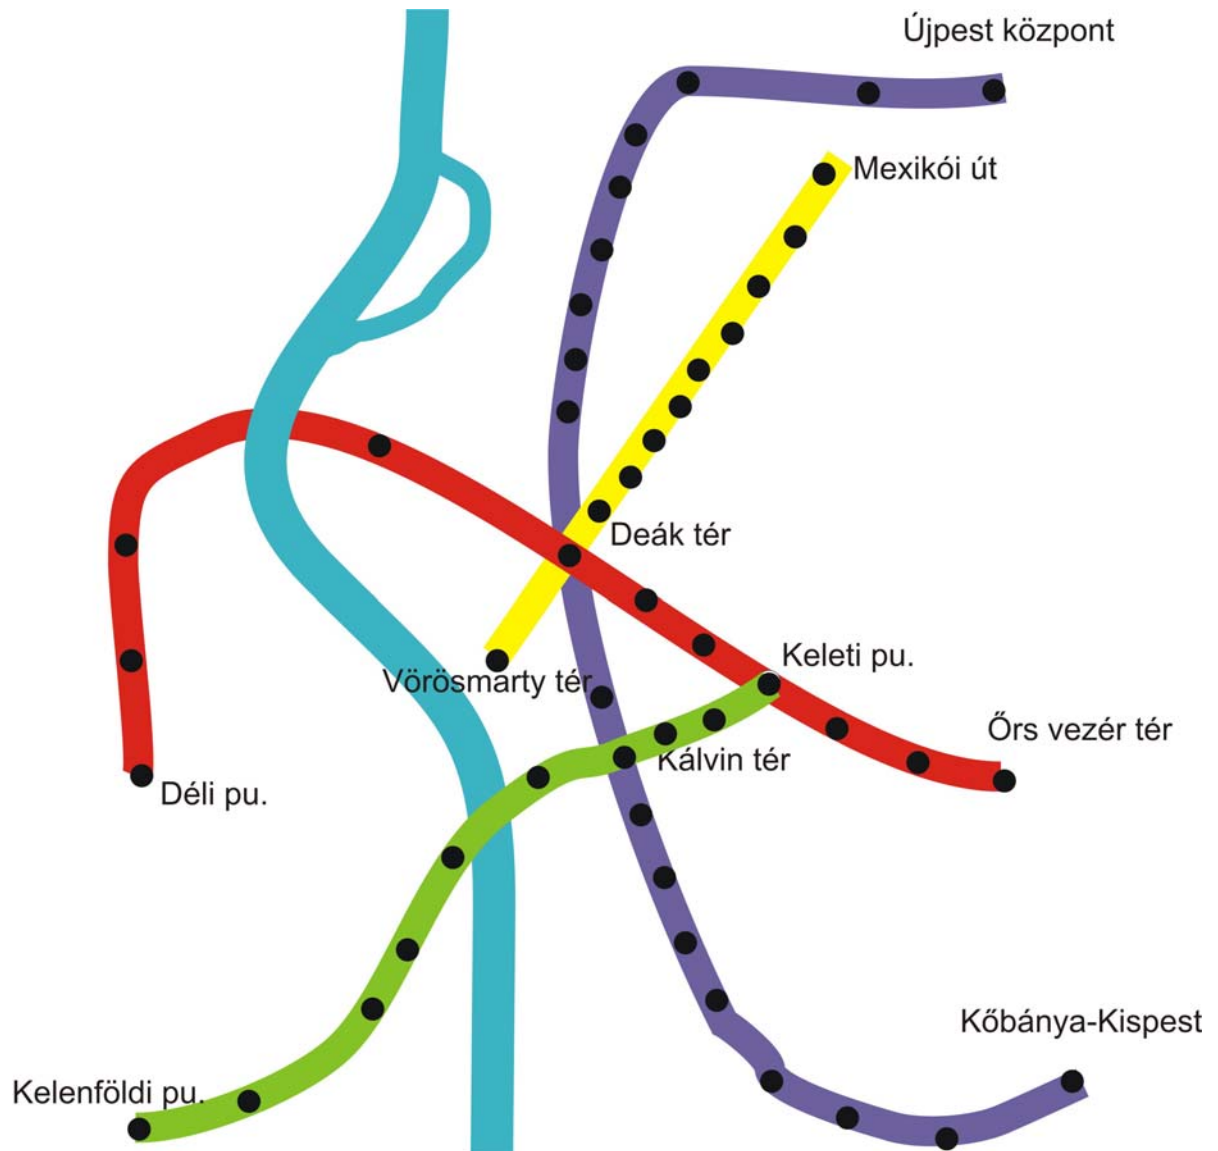 Újpest központ
Mexikói út
Deák tér
Keleti pu.
Vörösmarty tér
Őrs vezér tér
Kálvin tér
Déli pu.
Kőbánya-Kispest
Kelenföldi pu.